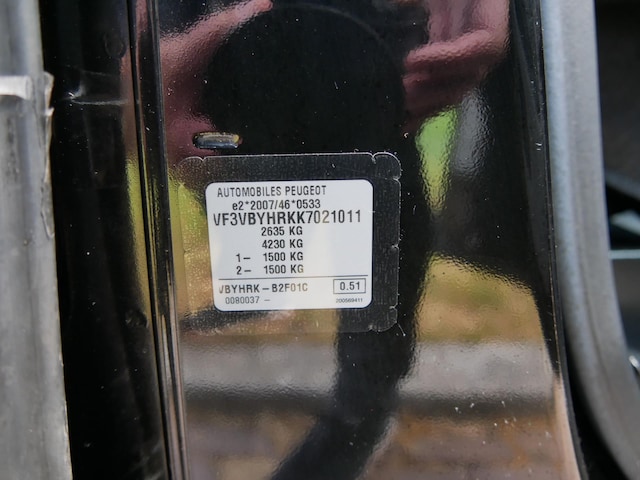 AUTOMOBILES PEUGEOT
e2*2007/46*0533
VF3VBYHRKK7021011
2635 KG
4230 KG
1- 1500 KG
2- 1500 KG
VBYHRK-B2F01C 0.51
0080037 - 200569411